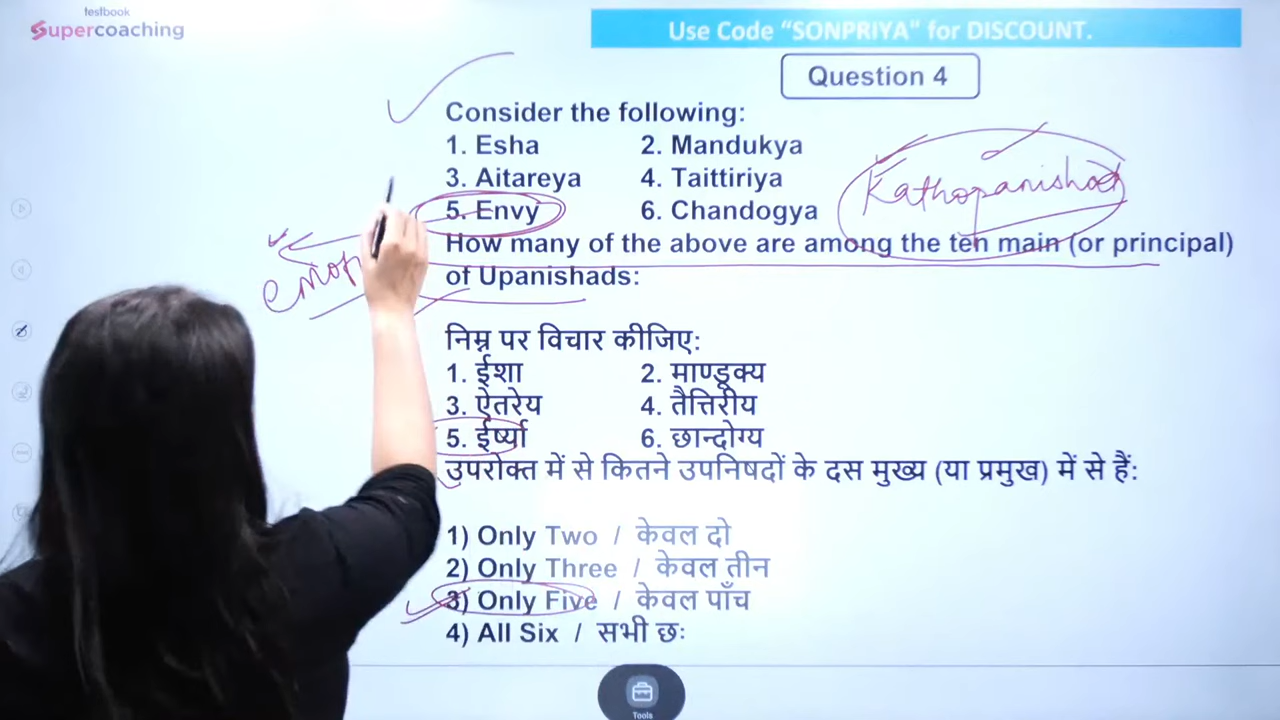 testbook
Supercoaching
Use Code “SONPRIYA" for DISCOUNT.
Question 4
Consider the following:
1. Esha 2. Mandukya
3. Aitareya 4. Taittiriya
Kathopanishad
5. Envy 6. Chandogya
How many of the above are among the ten main (or principal)
of Upanishads:
निम्न पर विचार कीजिए:
1. ईशा 2. माण्डूक्य
3. ऐतरेय 4. तैत्तिरीय
5. ईर्ष्या 6. छान्दोग्य
उपरोक्त में से कितने उपनिषदों के दस मुख्य (या प्रमुख) में से हैं:
1) Only Two / केवल दो
2) Only Three / केवल तीन
3) Only Five / केवल पाँच
4) All Six / सभी छः
Tools